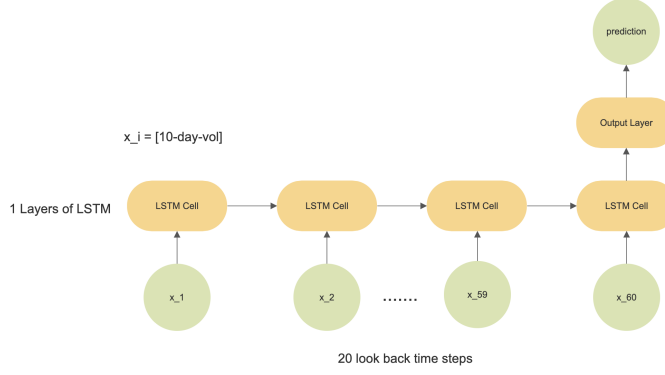 prediction
Output Layer
x_i = [10-day-vol]
1 Layers of LSTM
LSTM Cell
LSTM Cell
LSTM Cell
LSTM Cell
x_1
x_2
.......
x_59
x_60
20 look back time steps